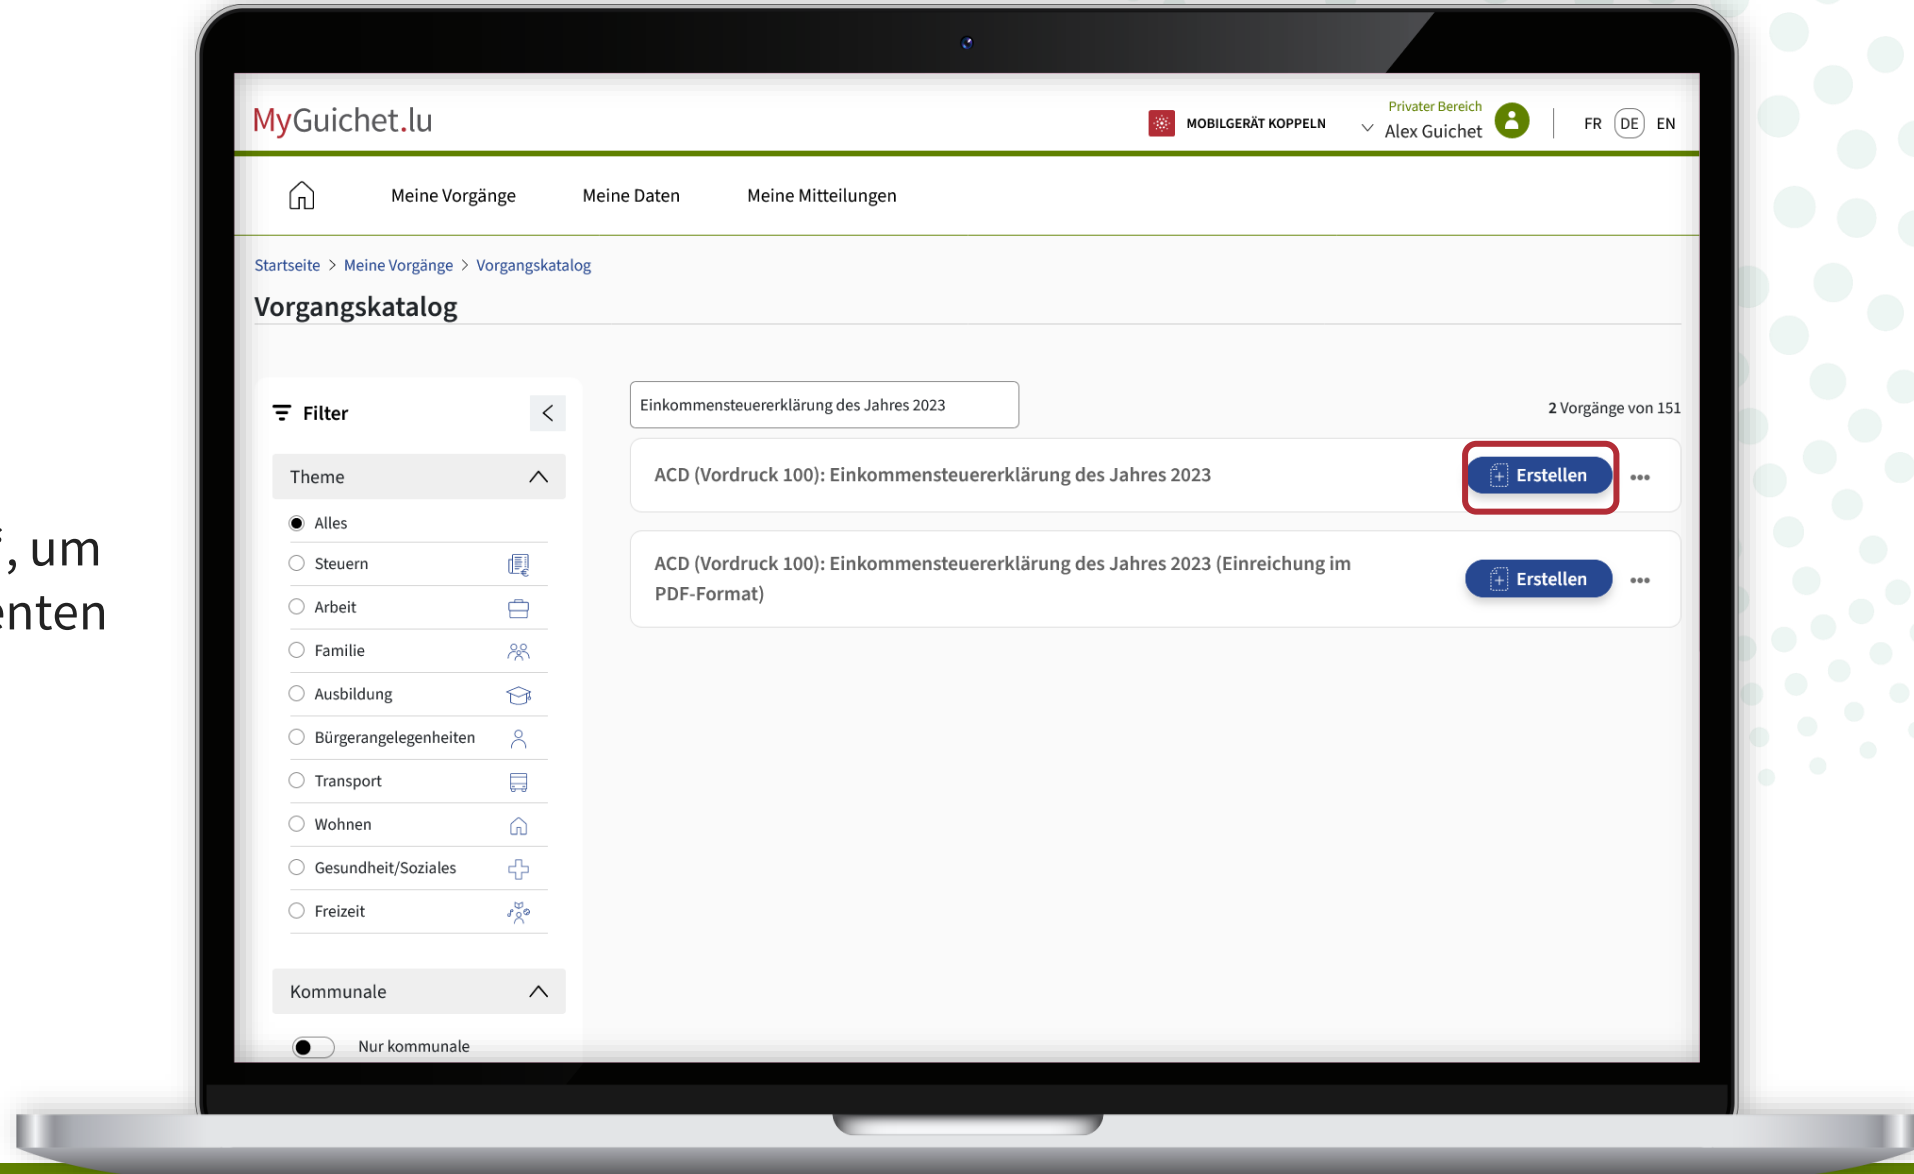 , um
enten
MyGuichet.lu
MOBILGERÄT KOPPELN
Privater Bereich
Alex Guichet
FR DE EN
Meine Vorgänge Meine Daten Meine Mitteilungen
Startseite > Meine Vorgänge > Vorgangskatalog
Vorgangskatalog
Filter
Theme
Alles
Steuern
Arbeit
Familie
Ausbildung
Bürgerangelegenheiten
Transport
Wohnen
Gesundheit/Soziales
Freizeit
Kommunale
Nur kommunale
Einkommensteuererklärung des Jahres 2023
2 Vorgänge von 151
ACD (Vordruck 100): Einkommensteuererklärung des Jahres 2023
Erstellen
ACD (Vordruck 100): Einkommensteuererklärung des Jahres 2023 (Einreichung im
PDF-Format)
Erstellen